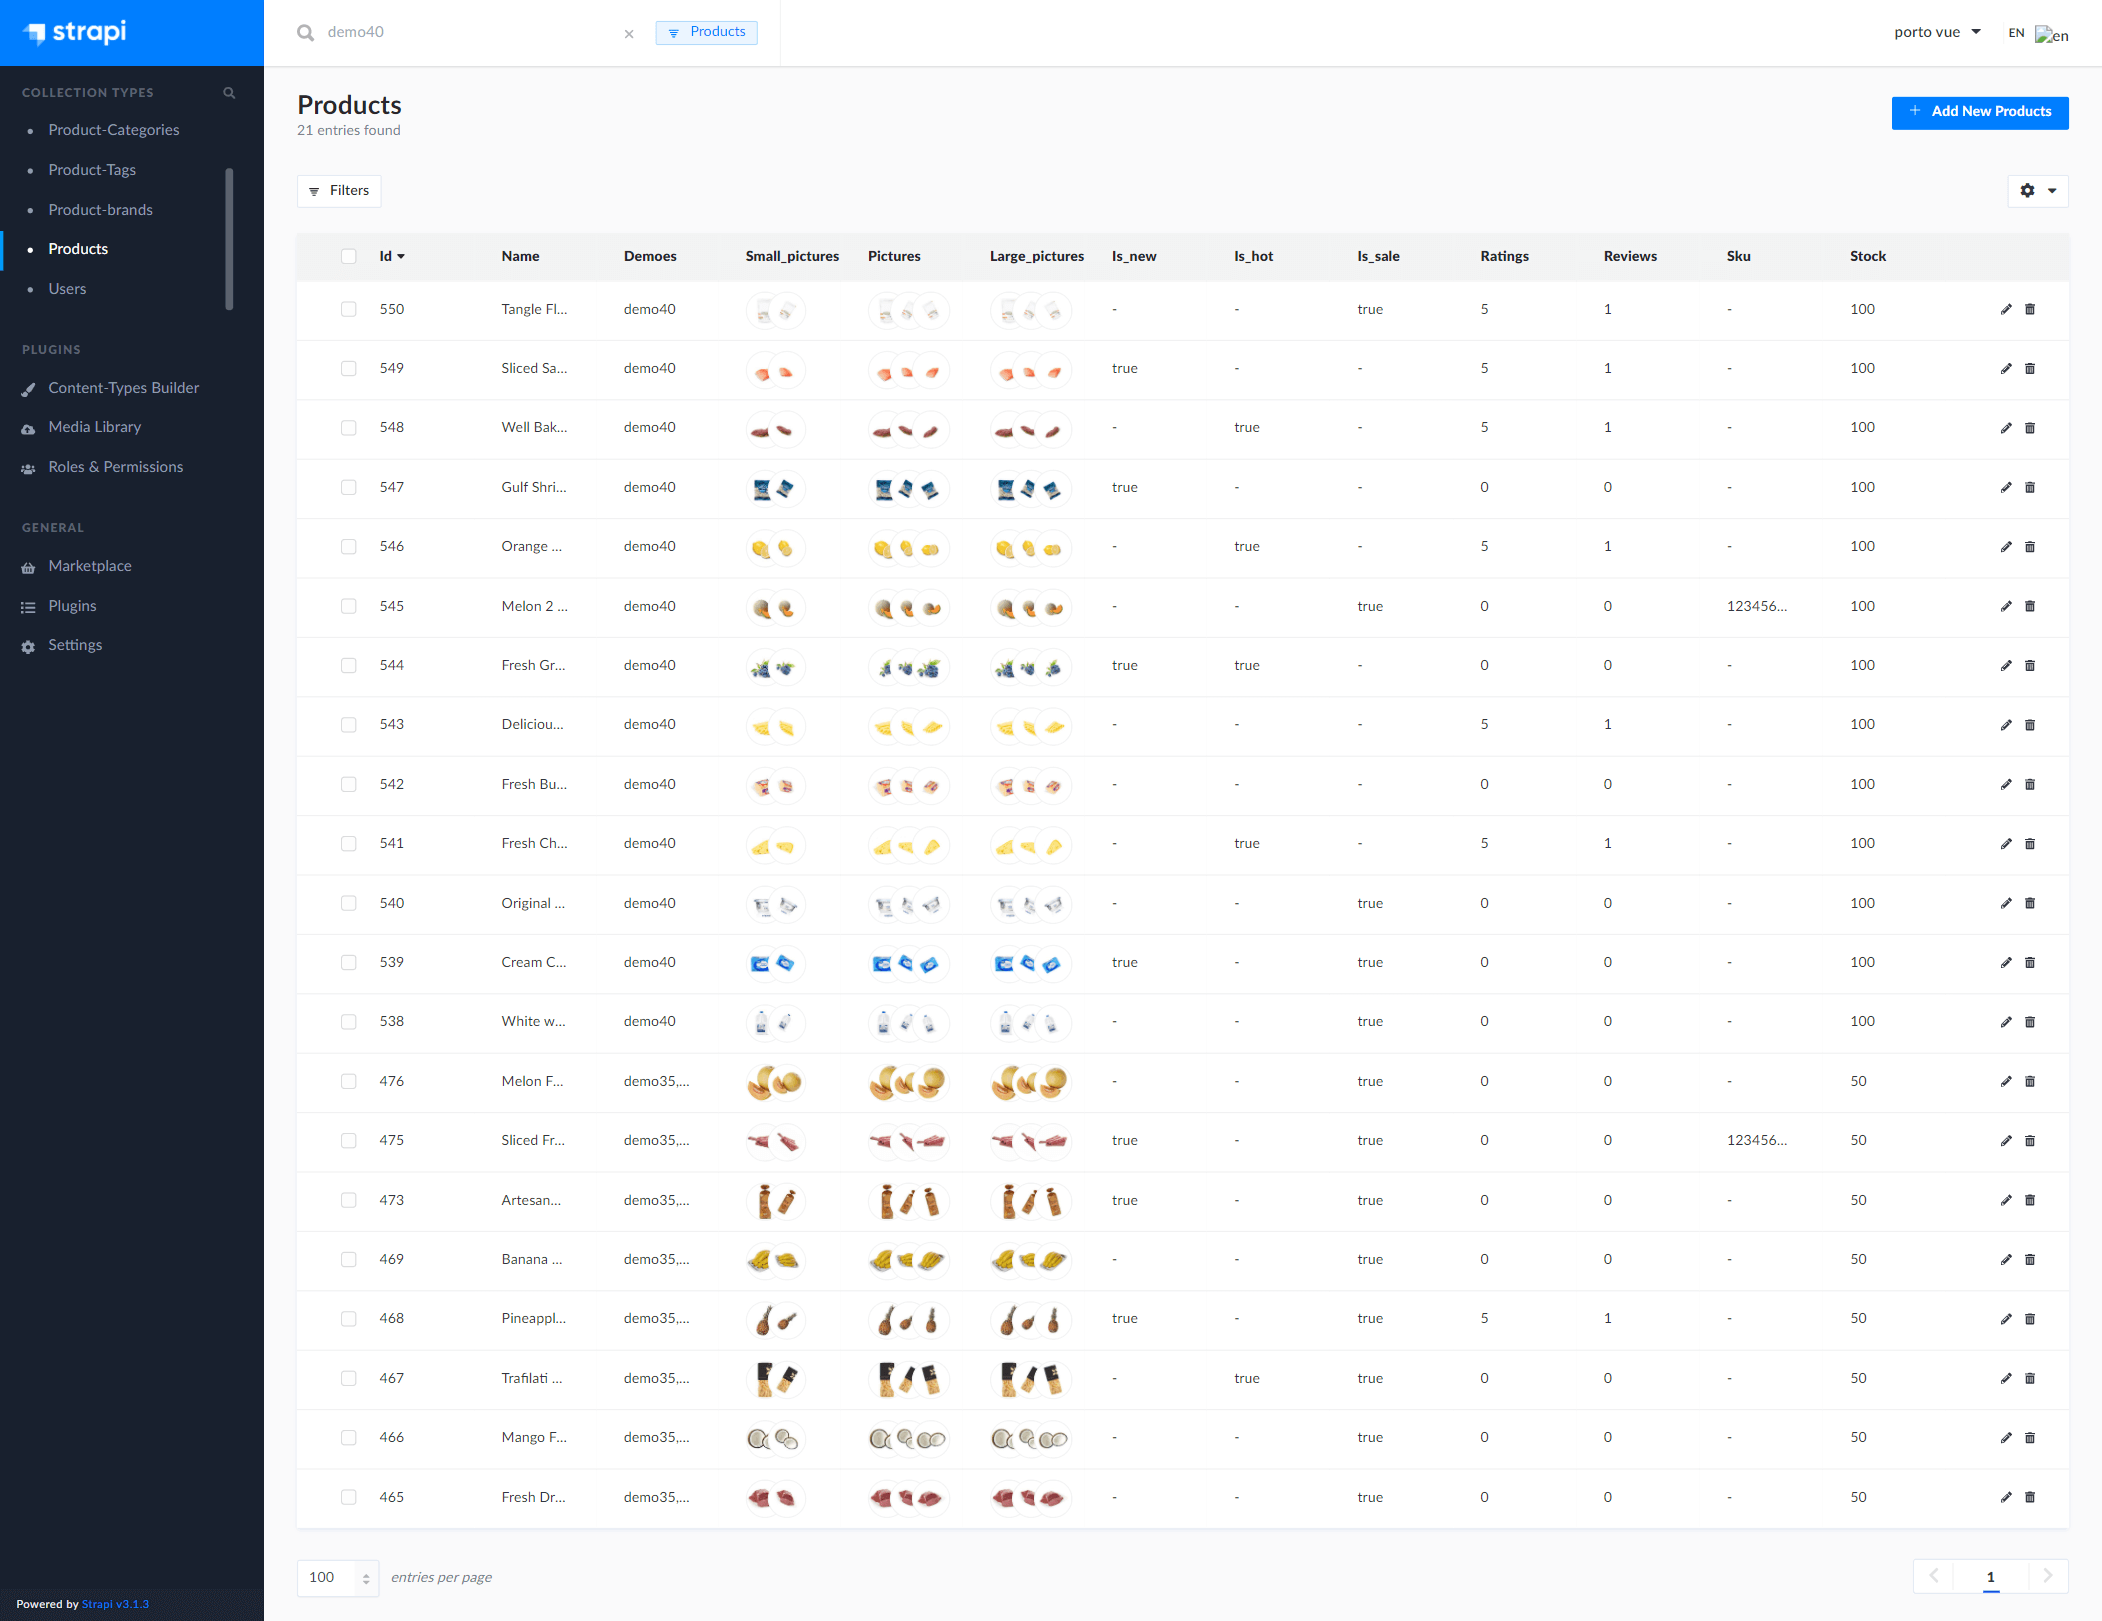 strapi
demo40
Products
porto vue
EN
en
COLLECTION TYPES
Product-Categories
Product-Tags
Product-brands
Products
Users
PLUGINS
Content-Types Builder
Media Library
Roles & Permissions
GENERAL
Marketplace
Plugins
Settings
Powered by Strapi v3.1.3
Products
21 entries found
Add New Products
Filters
Id Name Demoes Small_pictures Pictures Large_pictures Is_new Is_hot Is_sale Ratings Reviews Sku Stock
550 Tangle Fl... demo40 - - true 5 1 - 100
549 Sliced Sa... demo40 true - - 5 1 - 100
548 Well Bak... demo40 - true - 5 1 - 100
547 Gulf Shri... demo40 true - - 0 0 - 100
546 Orange ... demo40 - true - 5 1 - 100
545 Melon 2 ... demo40 - - true 0 0 123456... 100
544 Fresh Gr... demo40 true true - 0 0 - 100
543 Deliciou... demo40 - - - 5 1 - 100
542 Fresh Bu... demo40 - - - 0 0 - 100
541 Fresh Ch... demo40 - true - 5 1 - 100
540 Original ... demo40 - - true 0 0 - 100
539 Cream C... demo40 true - true 0 0 - 100
538 White w... demo40 - - true 0 0 - 100
476 Melon F... demo35,... - - true 0 0 - 50
475 Sliced Fr... demo35,... true - true 0 0 123456... 50
473 Artesan... demo35,... true - true 0 0 - 50
469 Banana ... demo35,... - - true 0 0 - 50
468 Pineappl... demo35,... true - true 5 1 - 50
467 Trafilati ... demo35,... - true true 0 0 - 50
466 Mango F... demo35,... - - true 0 0 - 50
465 Fresh Dr... demo35,... - - true 0 0 - 50
100 entries per page
1